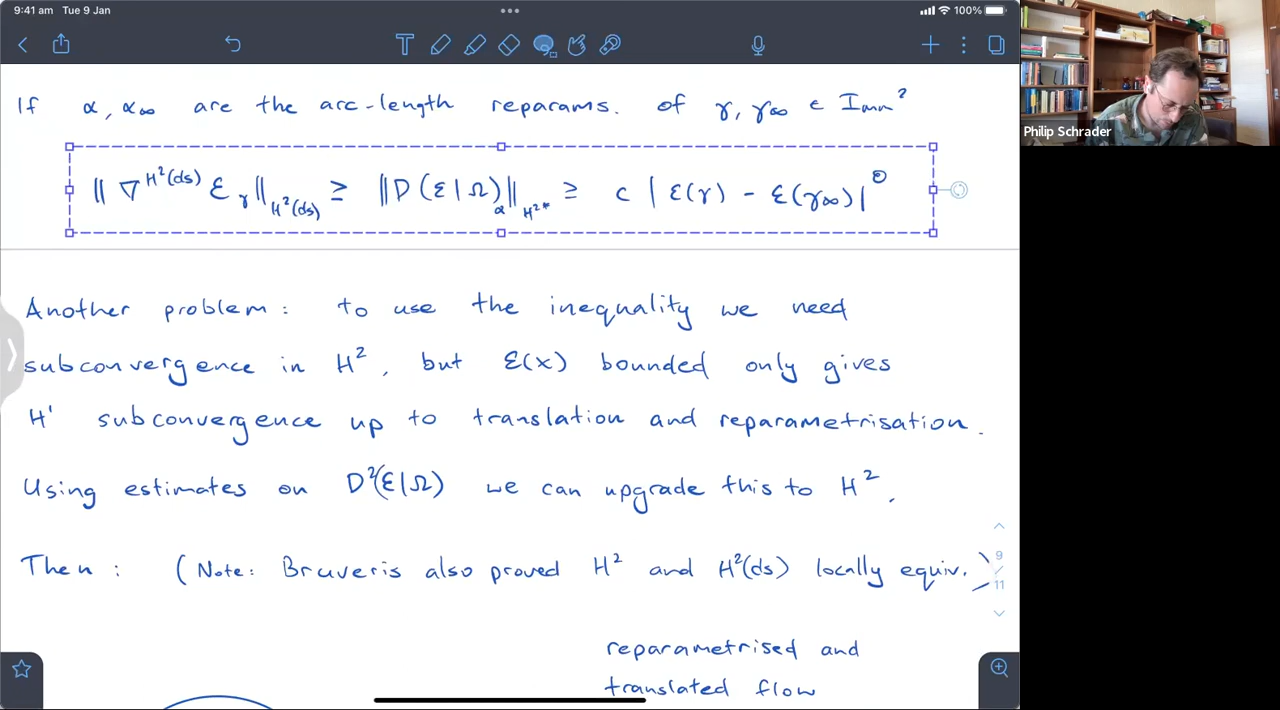 9:41 am Tue 9 Jan
100%
If α, α∞ are the arc-length reparams. of γ, γ∞ ∈ Imm²
‖∇^{H²(ds)} ℰ_γ‖_{H²(ds)} ≥ ‖D(ℰ|Ω)_α‖_{H²*} ≥ c |ℰ(γ) - ℰ(γ∞)|^θ
Philip Schrader
Another problem: to use the inequality we need
subconvergence in H², but ℰ(x) bounded only gives
H¹ subconvergence up to translation and reparametrisation.
Using estimates on D²(ℰ|Ω) we can upgrade this to H².
Then: (Note: Bruveris also proved H² and H²(ds) locally equiv.)
9
/
11
reparametrised and
translated flow